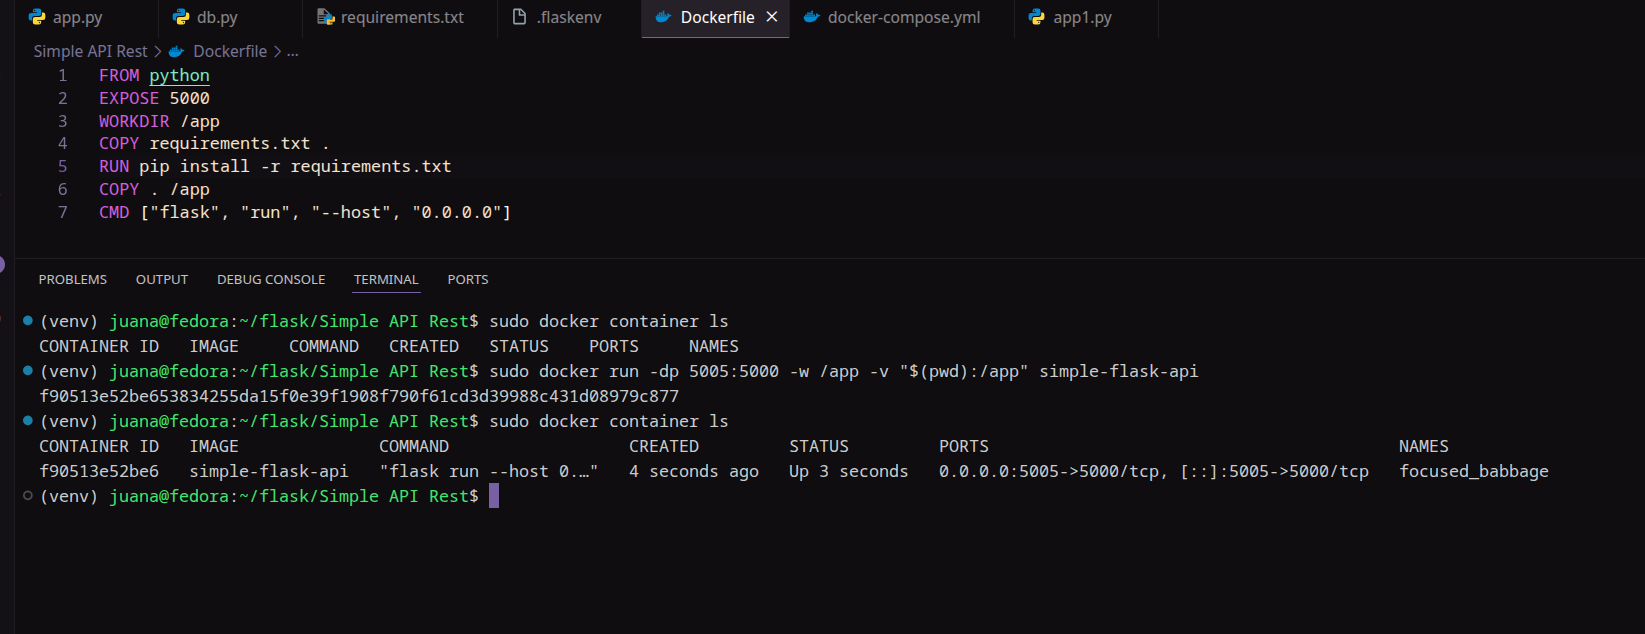 app.py db.py requirements.txt .flaskenv Dockerfile docker-compose.yml app1.py
Simple API Rest > Dockerfile > ...
1 FROM python
2 EXPOSE 5000
3 WORKDIR /app
4 COPY requirements.txt .
5 RUN pip install -r requirements.txt
6 COPY . /app
7 CMD ["flask", "run", "--host", "0.0.0.0"]
PROBLEMS OUTPUT DEBUG CONSOLE TERMINAL PORTS
(venv) juana@fedora:~/flask/Simple API Rest$ sudo docker container ls
CONTAINER ID IMAGE COMMAND CREATED STATUS PORTS NAMES
(venv) juana@fedora:~/flask/Simple API Rest$ sudo docker run -dp 5005:5000 -w /app -v "$(pwd):/app" simple-flask-api
f90513e52be653834255da15f0e39f1908f790f61cd3d39988c431d08979c877
(venv) juana@fedora:~/flask/Simple API Rest$ sudo docker container ls
CONTAINER ID IMAGE COMMAND CREATED STATUS PORTS NAMES
f90513e52be6 simple-flask-api "flask run --host 0.…" 4 seconds ago Up 3 seconds 0.0.0.0:5005->5000/tcp, [::]:5005->5000/tcp focused_babbage
(venv) juana@fedora:~/flask/Simple API Rest$